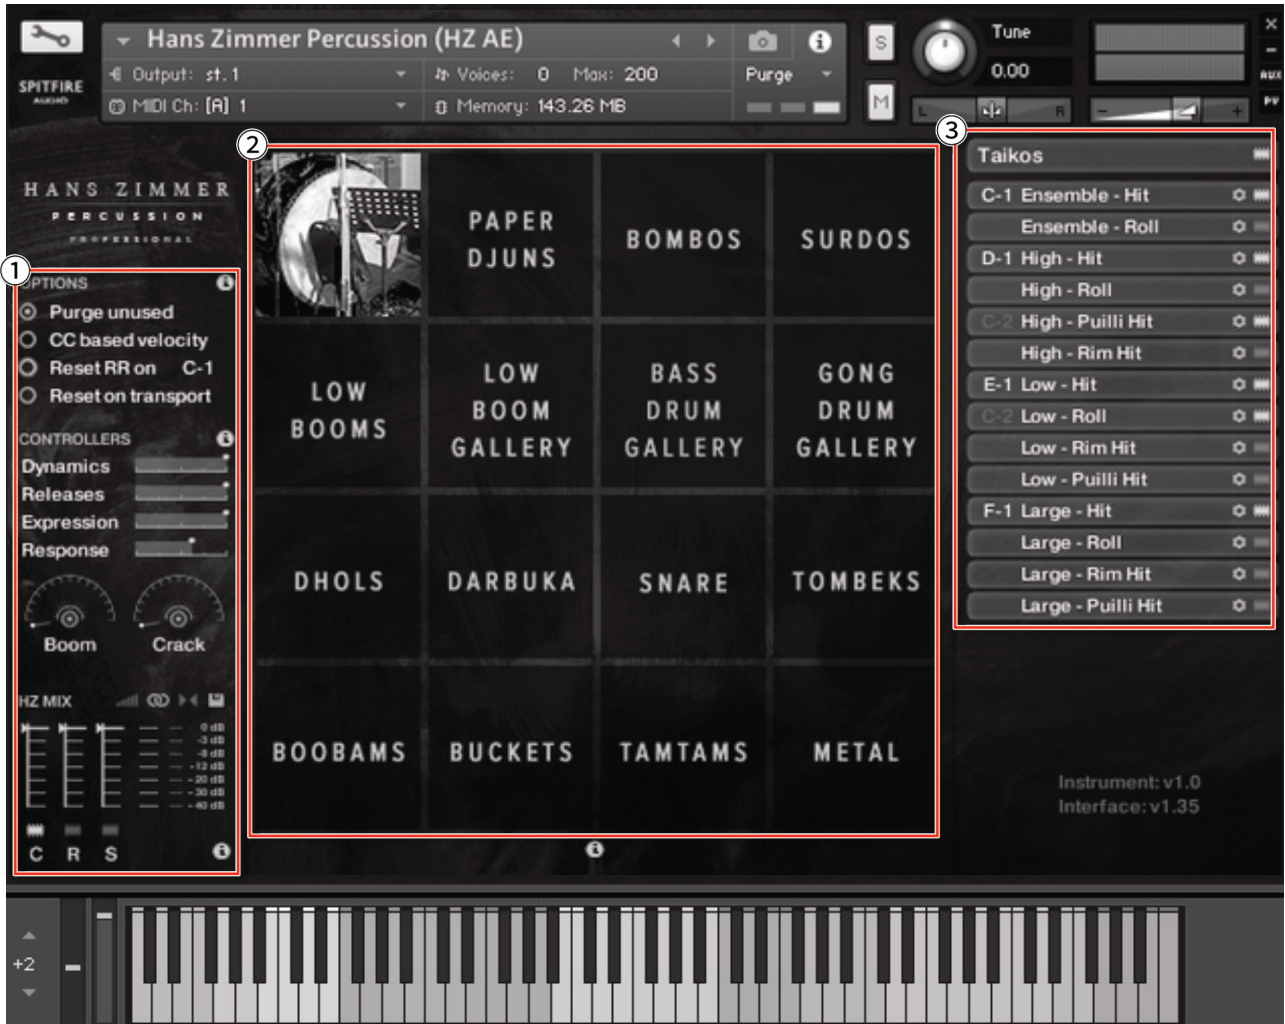 Hans Zimmer Percussion (HZ AE)
S
Tune
AUX
SPITFIRE
AUDIO
Output: st. 1
Voices: 0 Max: 200
Purge
0.00
MIDI Ch: [A] 1
Memory: 143.26 MB
M
L
R
PV
HANS ZIMMER
PERCUSSION
PROFESSIONAL
1
OPTIONS
Purge unused
CC based velocity
Reset RR on C-1
Reset on transport
CONTROLLERS
Dynamics
Releases
Expression
Response
Boom
Crack
HZ MIX
0 dB
-3 dB
-8 dB
-12 dB
-20 dB
-30 dB
-40 dB
C R S
2
PAPER
DJUNS
BOMBOS
SURDOS
LOW
BOOMS
LOW
BOOM
GALLERY
BASS
DRUM
GALLERY
GONG
DRUM
GALLERY
DHOLS
DARBUKA
SNARE
TOMBEKS
BOOBAMS
BUCKETS
TAMTAMS
METAL
3
Taikos
C-1 Ensemble - Hit
Ensemble - Roll
D-1 High - Hit
High - Roll
C-2 High - Puilli Hit
High - Rim Hit
E-1 Low - Hit
C-2 Low - Roll
Low - Rim Hit
Low - Puilli Hit
F-1 Large - Hit
Large - Roll
Large - Rim Hit
Large - Puilli Hit
Instrument: v1.0
Interface: v1.35
+2